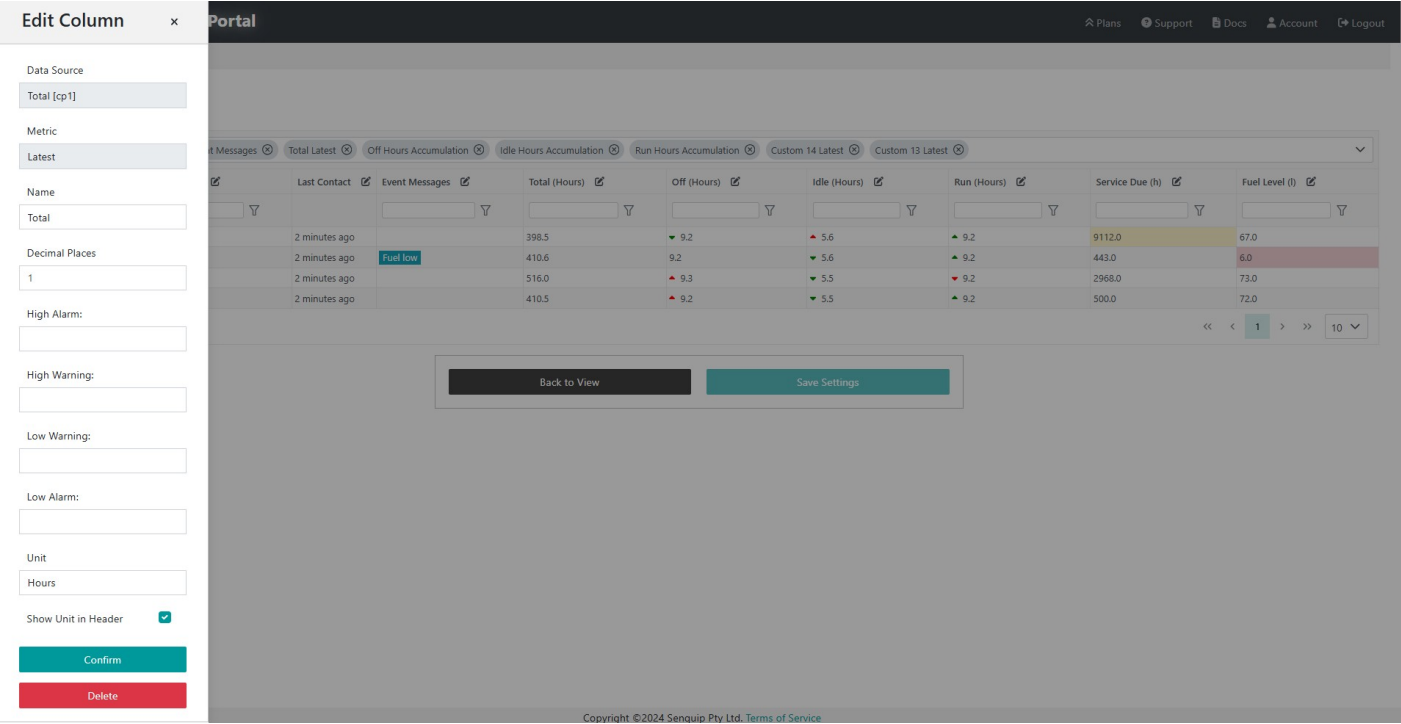 Edit Column ×
Portal
Plans Support Docs Account Logout
Data Source
Total [cp1]
Metric
Latest
Name
Total
Decimal Places
1
High Alarm:
High Warning:
Low Warning:
Low Alarm:
Unit
Hours
Show Unit in Header
Confirm
Delete
t Messages Total Latest Off Hours Accumulation Idle Hours Accumulation Run Hours Accumulation Custom 14 Latest Custom 13 Latest
Last Contact Event Messages Total (Hours) Off (Hours) Idle (Hours) Run (Hours) Service Due (h) Fuel Level (l)
2 minutes ago 398.5 9.2 5.6 9.2 9112.0 67.0
2 minutes ago Fuel low 410.6 9.2 5.6 9.2 443.0 6.0
2 minutes ago 516.0 9.3 5.5 9.2 2968.0 73.0
2 minutes ago 410.5 9.2 5.5 9.2 500.0 72.0
<< < 1 > >> 10
Back to View Save Settings
Copyright ©2024 Senquip Pty Ltd. Terms of Service